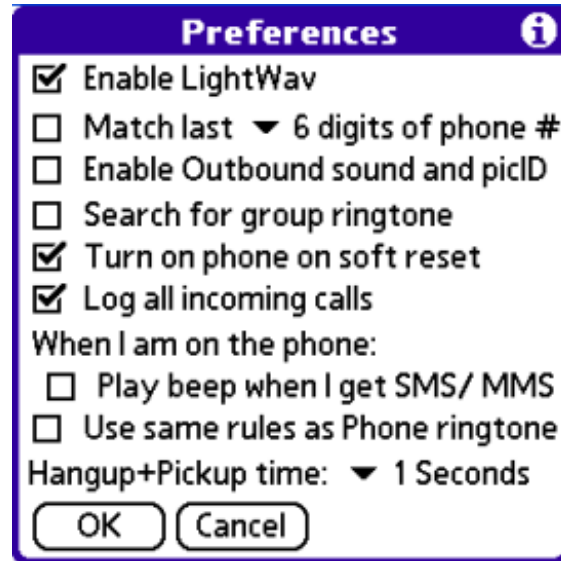 Preferences
Enable LightWav
Match last 6 digits of phone #
Enable Outbound sound and picID
Search for group ringtone
Turn on phone on soft reset
Log all incoming calls
When I am on the phone:
Play beep when I get SMS/ MMS
Use same rules as Phone ringtone
Hangup+Pickup time: 1 Seconds
OK Cancel